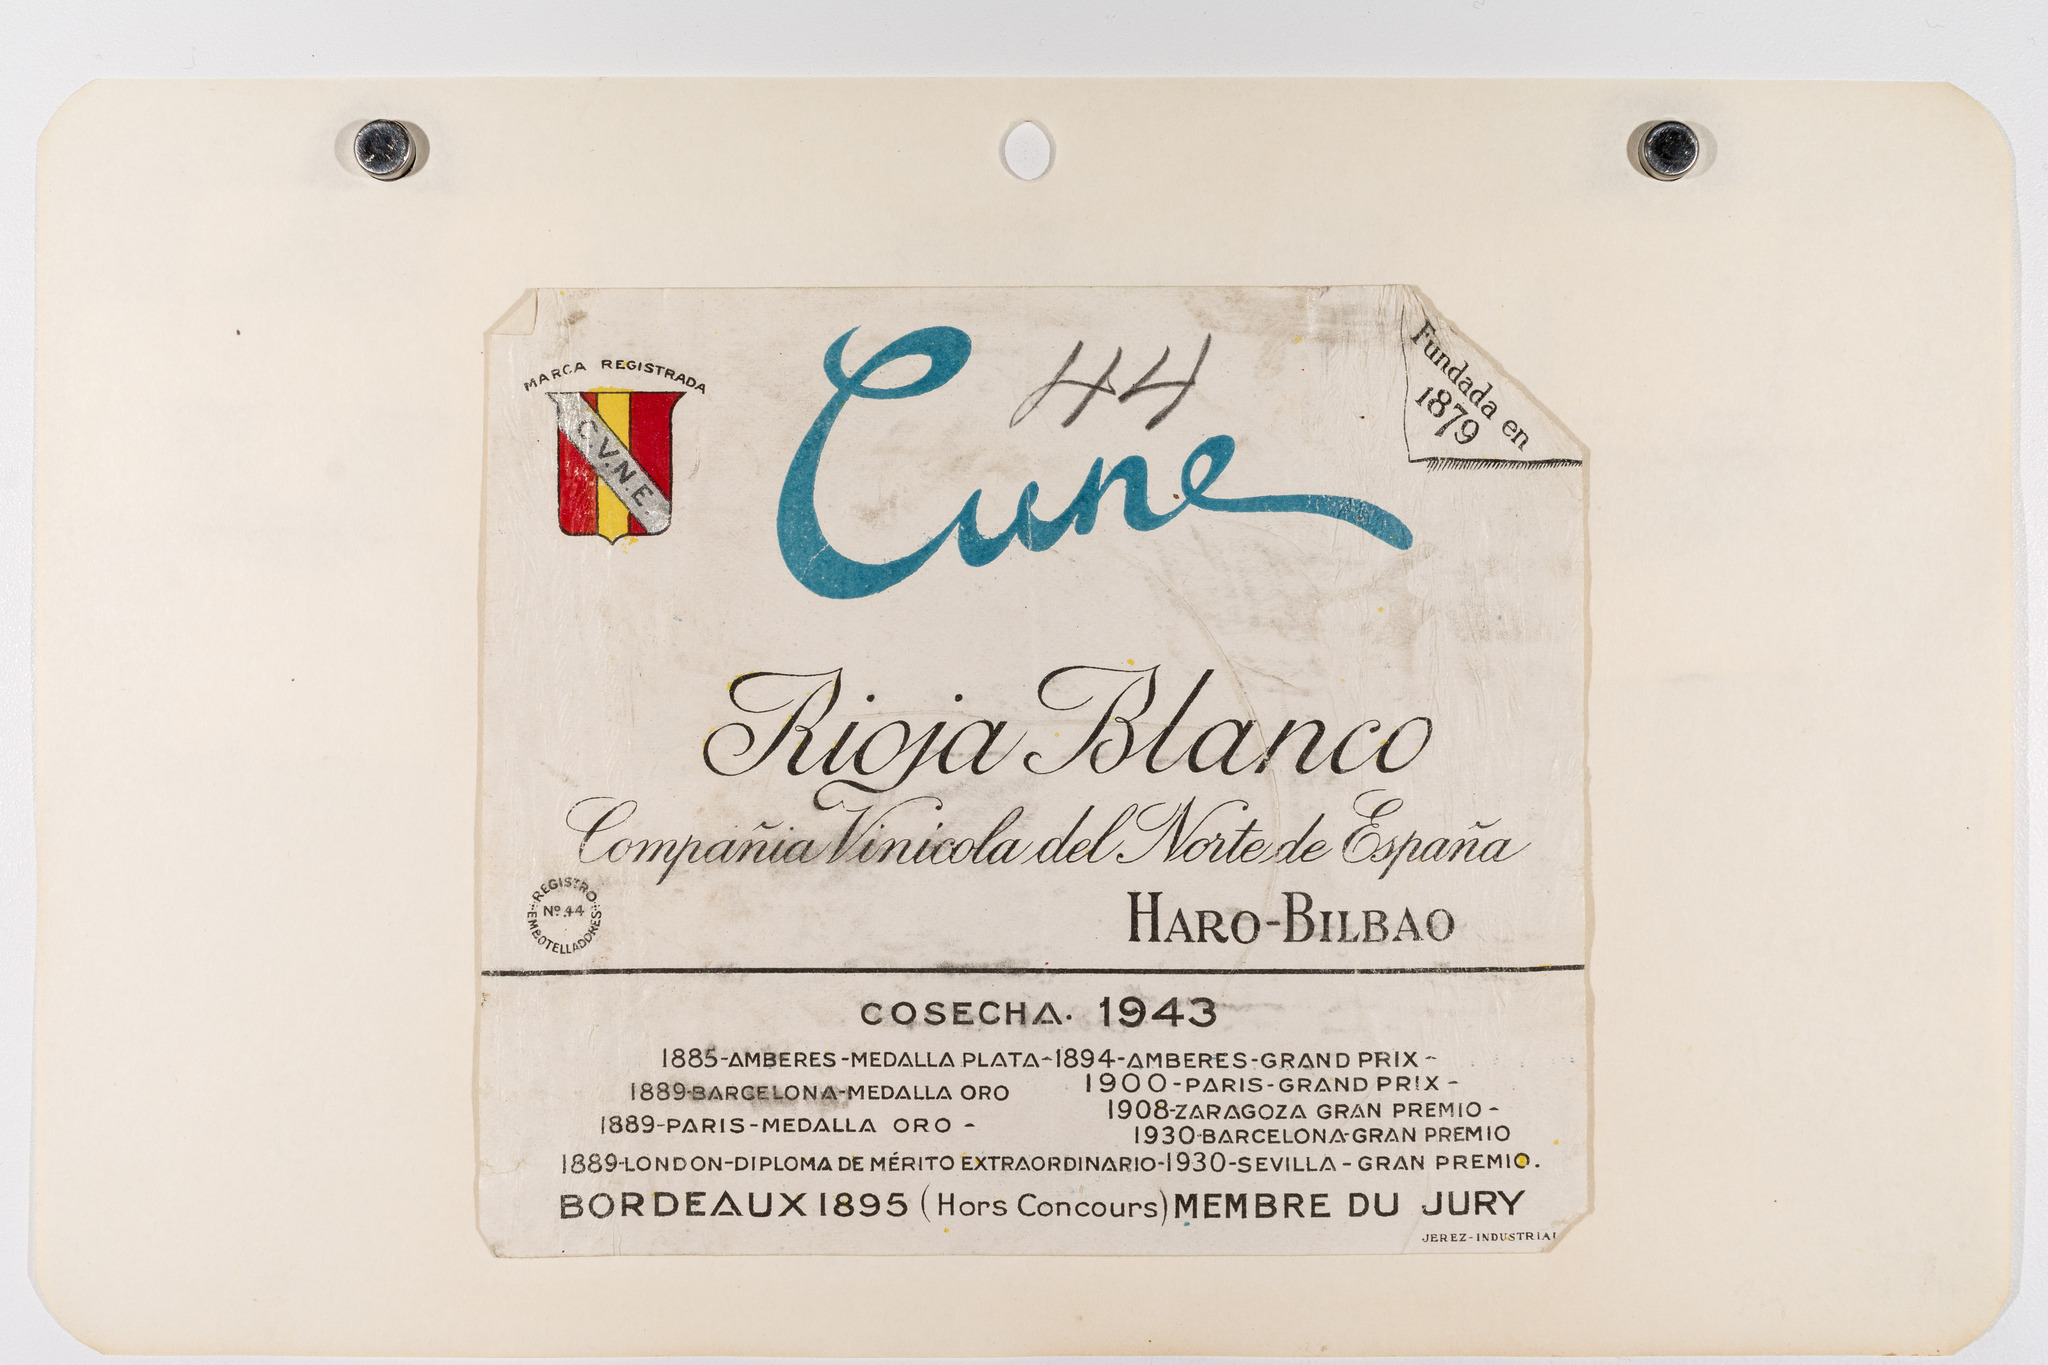 MARCA REGISTRADA
C.V.N.E.
Cune
44
Fundada en
1879
Rioja Blanco
Compañia Vinicola del Norte de España
HARO-BILBAO
REGISTRO
Nº 44
EMBOTELLADORES
COSECHA. 1943
1885-AMBERES-MEDALLA PLATA-1894-AMBERES-GRAND PRIX-
1889-BARCELONA-MEDALLA ORO 1900-PARIS-GRAND PRIX-
1889-PARIS-MEDALLA ORO - 1908-ZARAGOZA GRAN PREMIO-
1930-BARCELONA-GRAN PREMIO
1889-LONDON-DIPLOMA DE MÉRITO EXTRAORDINARIO-1930-SEVILLA-GRAN PREMIO.
BORDEAUX 1895 (Hors Concours) MEMBRE DU JURY
JEREZ-INDUSTRIAL